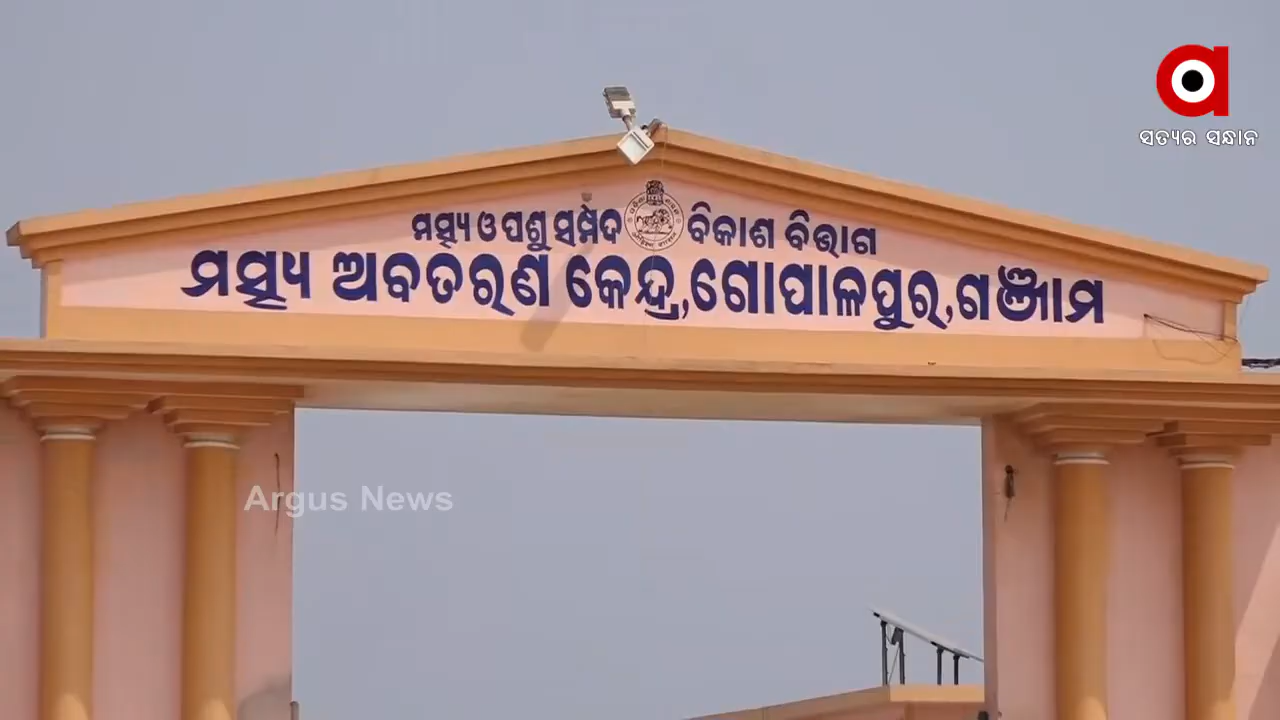 ସତ୍ୟର ସନ୍ଧାନ
ମତ୍ସ୍ୟ ଓ ପଶୁ ସମ୍ପଦ ବିକାଶ ବିଭାଗ
ମତ୍ସ୍ୟ ଅବତରଣ କେନ୍ଦ୍ର,ଗୋପାଳପୁର,ଗଞ୍ଜାମ
Argus News